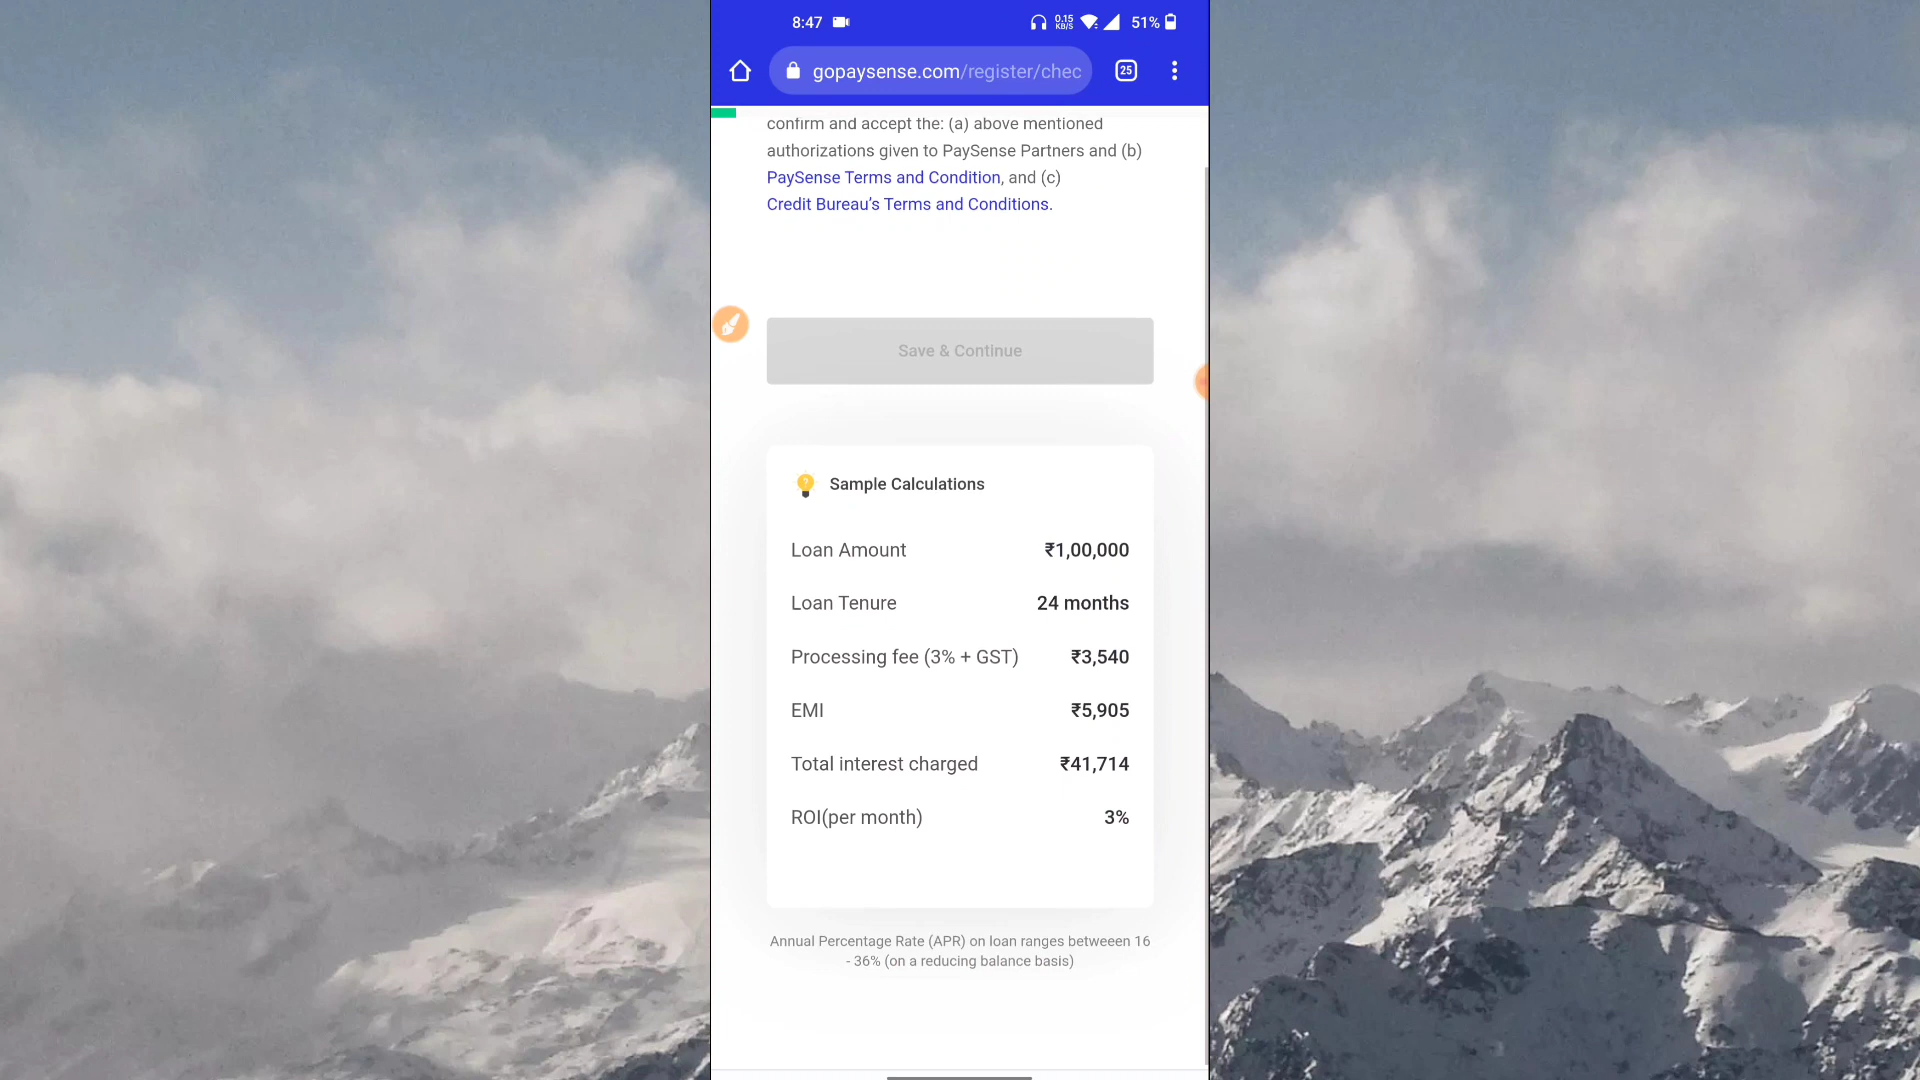 8:47
0.15
KB/S
51%
gopaysense.com/register/chec
25
confirm and accept the: (a) above mentioned
authorizations given to PaySense Partners and (b)
PaySense Terms and Condition, and (c)
Credit Bureau's Terms and Conditions.
Save & Continue
Sample Calculations
Loan Amount ₹1,00,000
Loan Tenure 24 months
Processing fee (3% + GST) ₹3,540
EMI ₹5,905
Total interest charged ₹41,714
ROI(per month) 3%
Annual Percentage Rate (APR) on loan ranges betweeen 16
- 36% (on a reducing balance basis)